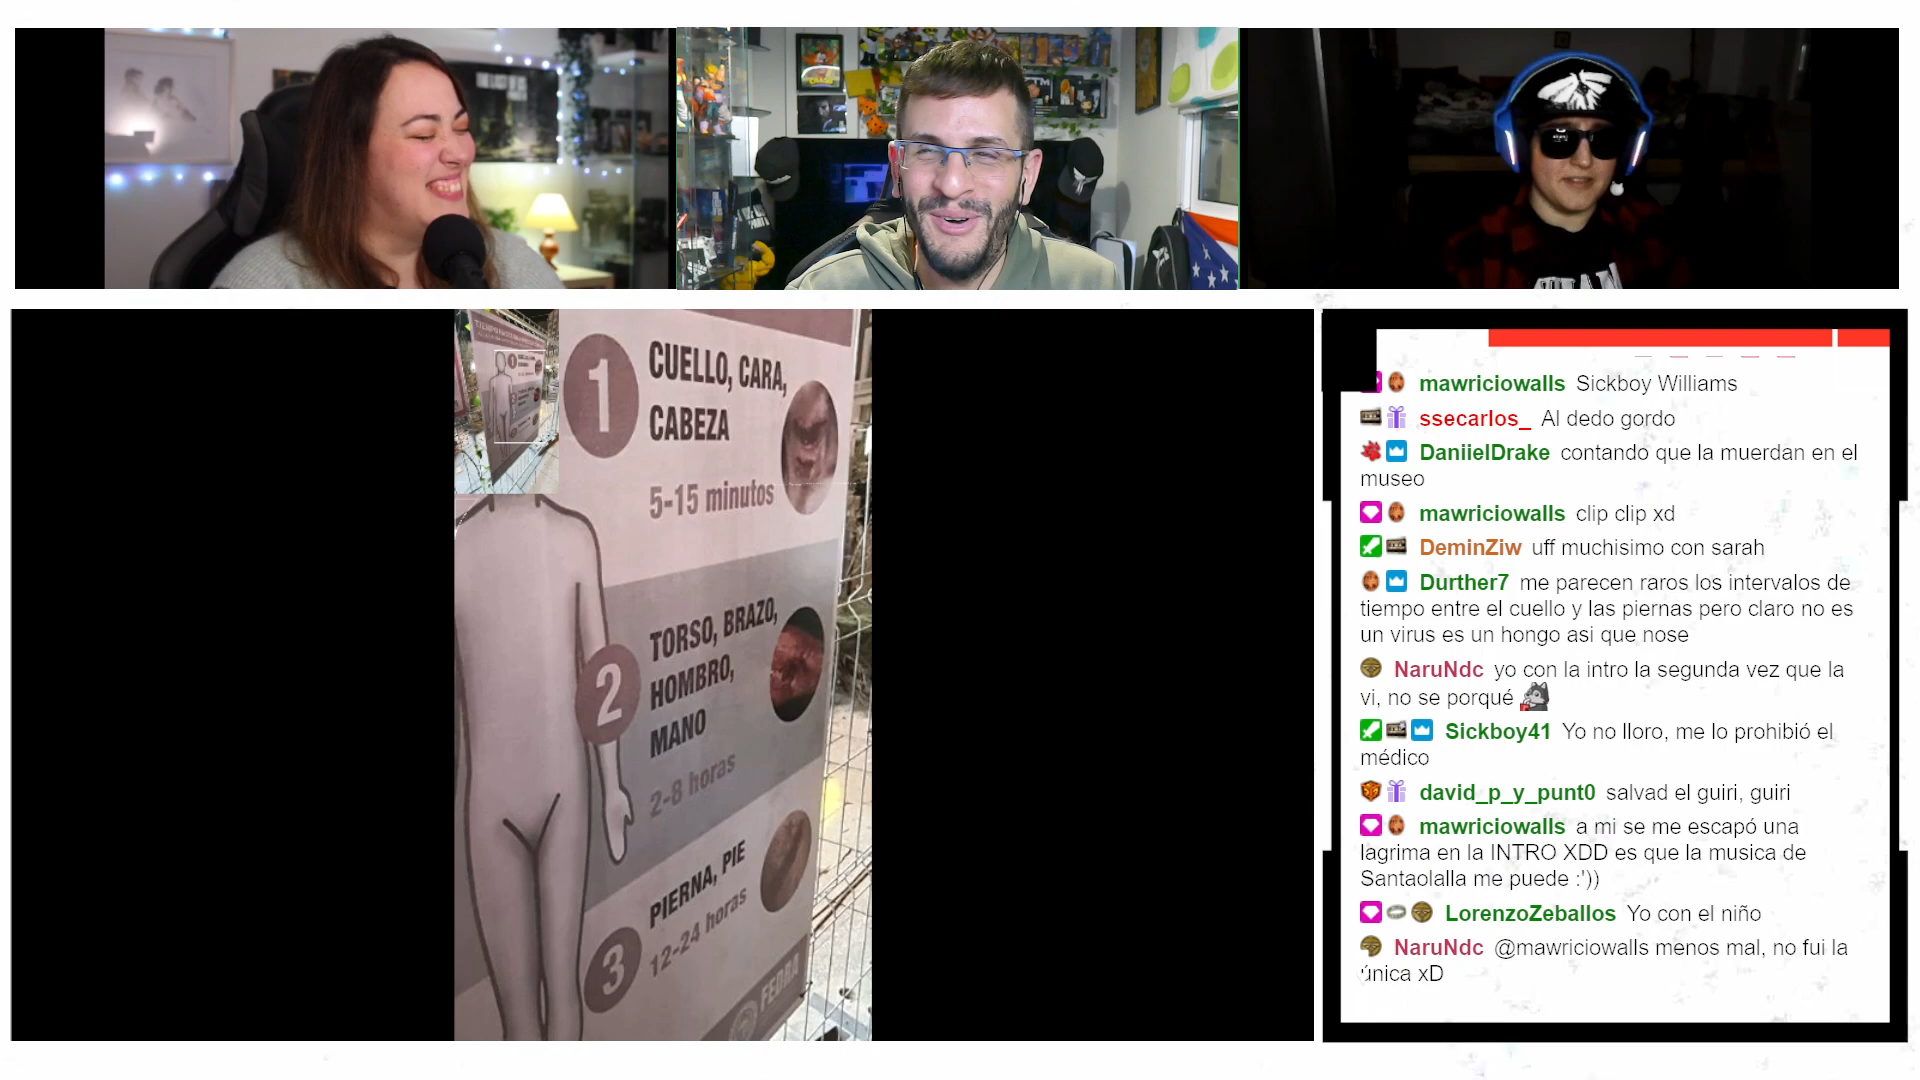 CUELLO, CARA,
CABEZA
1
5-15 minutos
TORSO, BRAZO,
HOMBRO,
MANO
2
2-8 horas
PIERNA, PIE
12-24 horas
3
FEDRA
mawriciowalls Sickboy Williams
ssecarlos_ Al dedo gordo
DaniielDrake contando que la muerdan en el
museo
mawriciowalls clip clip xd
DeminZiw uff muchisimo con sarah
Durther7 me parecen raros los intervalos de
tiempo entre el cuello y las piernas pero claro no es
un virus es un hongo asi que nose
NaruNdc yo con la intro la segunda vez que la
vi, no se porqué
Sickboy41 Yo no lloro, me lo prohibió el
médico
david_p_y_punt0 salvad el guiri, guiri
mawriciowalls a mi se me escapó una
lagrima en la INTRO XDD es que la musica de
Santaolalla me puede :'))
LorenzoZeballos Yo con el niño
NaruNdc @mawriciowalls menos mal, no fui la
única xD